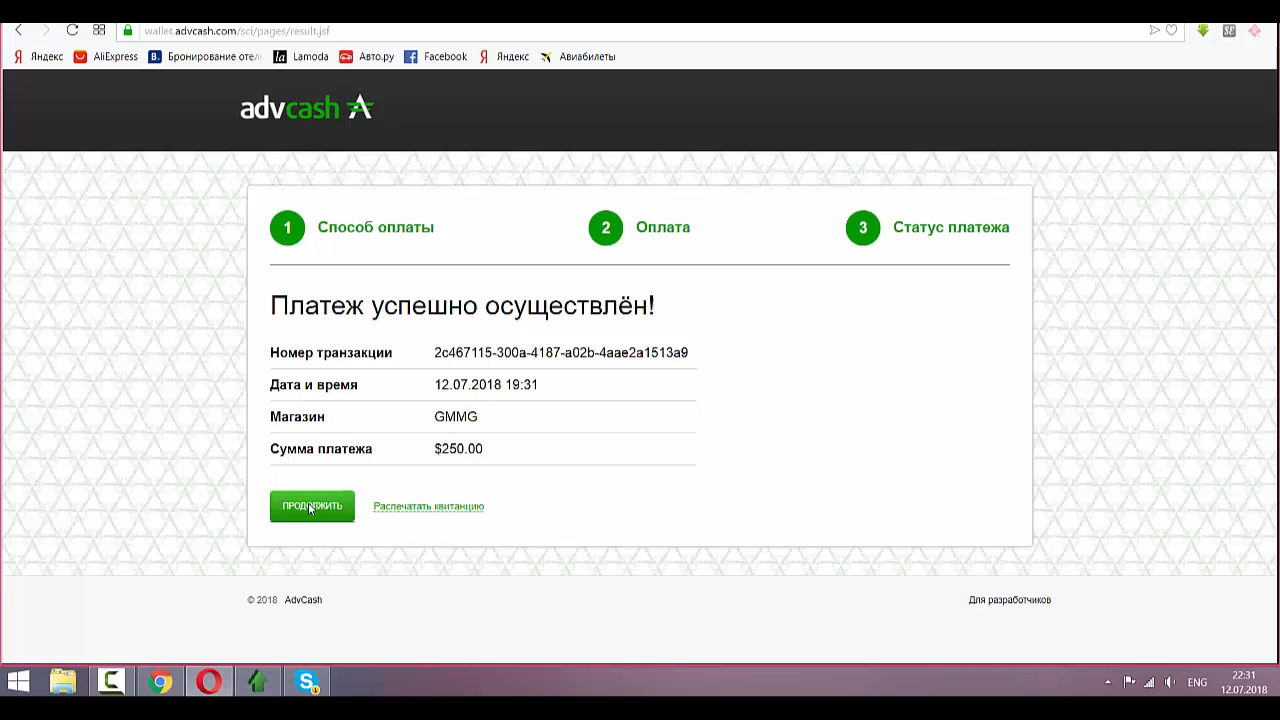 wallet.advcash.com/sci/pages/result.jsf
Яндекс AliExpress Бронирование отел Lamoda Авто.ру Facebook Яндекс Авиабилеты
advcash
1 Способ оплаты 2 Оплата 3 Статус платежа
Платеж успешно осуществлён!
Номер транзакции 2c467115-300a-4187-a02b-4aae2a1513a9
Дата и время 12.07.2018 19:31
Магазин GMMG
Сумма платежа $250.00
ПРОДОЛЖИТЬ Распечатать квитанцию
© 2018 AdvCash Для разработчиков
ENG 22:31
12.07.2018